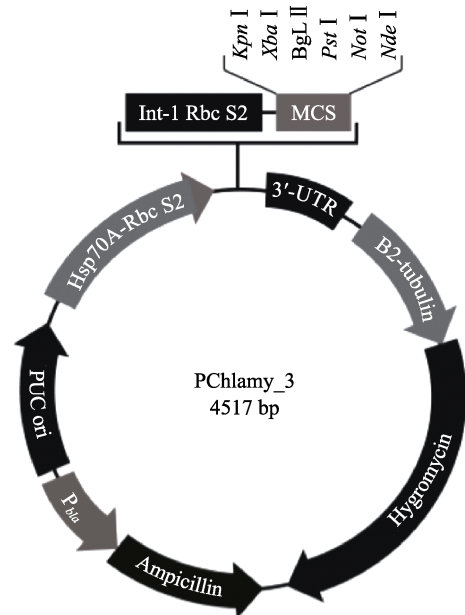 Kpn I
Xba I
BgL II
Pst I
Not I
Nde I
Int-1 Rbc S2
MCS
3′-UTR
B2-tubulin
Hygromycin
Ampicillin
Pbla
PUC ori
Hsp70A-Rbc S2
PChlamy_3
4517 bp